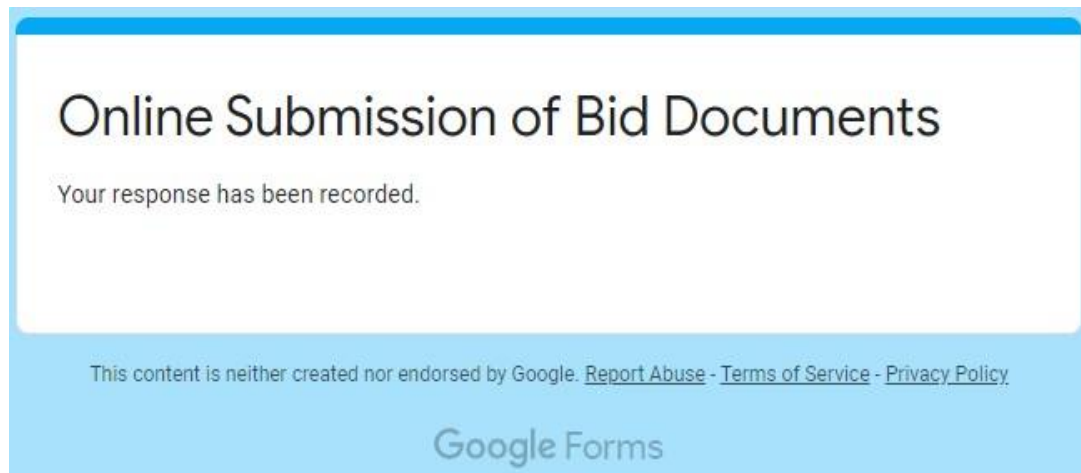 Online Submission of Bid Documents
Your response has been recorded.
This content is neither created nor endorsed by Google. Report Abuse - Terms of Service - Privacy Policy
Google Forms